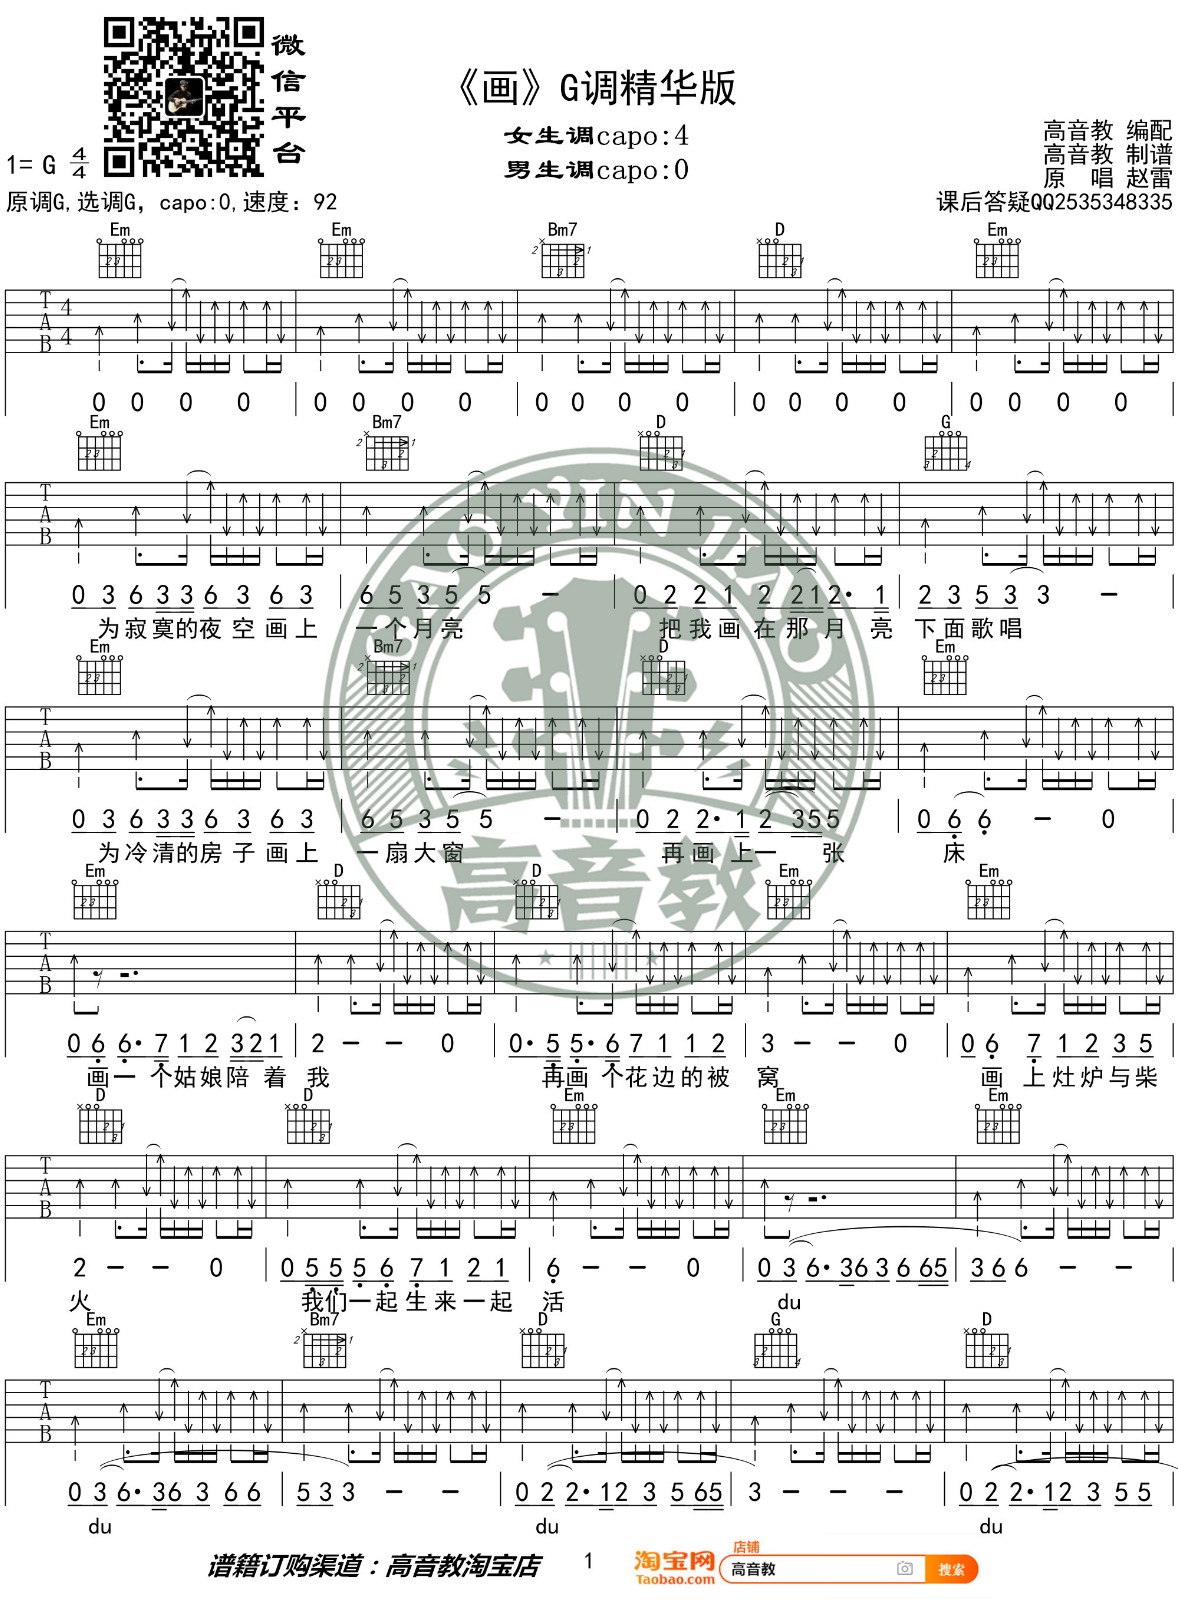 微信平台
《画》G调精华版
女生调capo:4
男生调capo:0
1= G 4/4
高音教 编配
高音教 制谱
原 唱 赵雷
原调G,选调G, capo:0,速度: 92
课后答疑QQ2535348335
Em Em Bm7 D Em
T A B 4 4
0 0 0 0 0 0 0 0 0 0 0 0 0 0 0 0 0 0 0 0
Em Bm7 D G
T A B
0 3 6 3 3 6 3 6 3 6 5 3 5 5 - 0 2 2 1 2 2 1 2· 1 2 3 5 3 3 -
为寂寞的夜空画上 一个月亮 把我画在那月亮 下面歌唱
Em Bm7 D Em
T A B
0 3 6 3 3 6 3 6 3 6 5 3 5 5 - 0 2 2· 1 2 3 5 5 0 6 6 - 0
为冷清的房子画上 一扇大窗 再画上一张 床
Em D D Em Em
T A B
0 6 6· 7 1 2 3 2 1 2 - - 0 0· 5 5· 6 7 1 1 2 3 - - 0 0 6 7 1 2 3 5
画一个姑娘陪着 我 再画个花边的被 窝 画上灶炉与柴
D D Em Em Em
T A B
2 - - 0 0 5 5 5 6 7 1 2 1 6 - - 0 0 3 6· 3 6 3 6 6 5 3 6 6 - -
火 我们一起生来一起 活 du
Em Bm7 D G D
T A B
0 3 6· 3 6 3 6 6 5 3 3 - - 0 2 2· 1 2 3 5 6 5 3 - - - 0 2 2· 1 2 3 5 5
du du du
谱籍订购渠道：高音教淘宝店
1
淘宝网
Taobao.com
店铺
高音教
搜索
GAO YIN JIAO
高音教